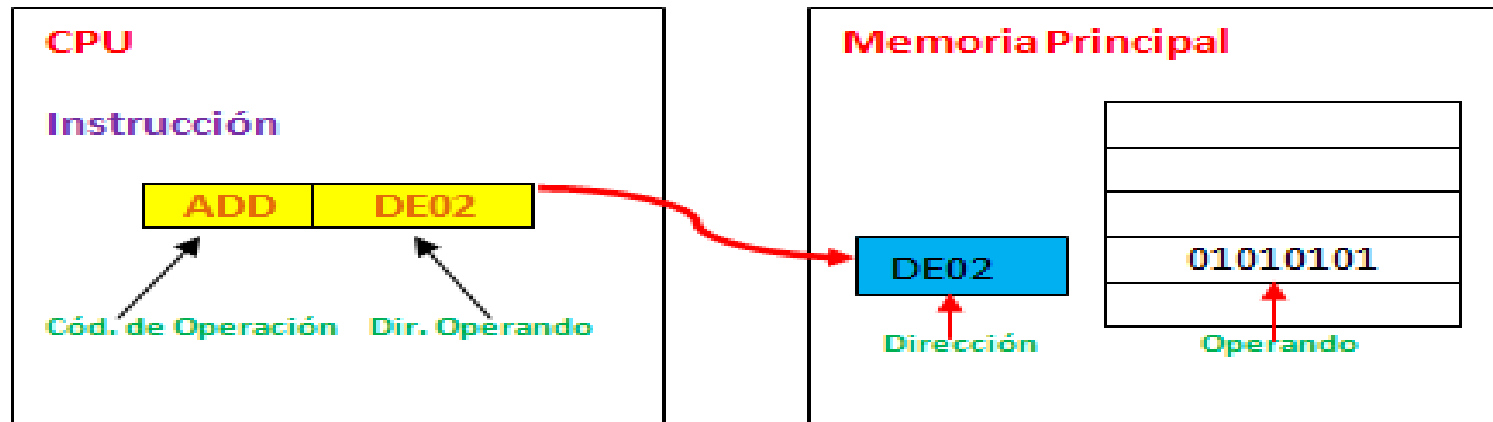 CPU
Instrucción
ADD DE02
Cód. de Operación Dir. Operando
Memoria Principal
DE02
01010101
Dirección
Operando